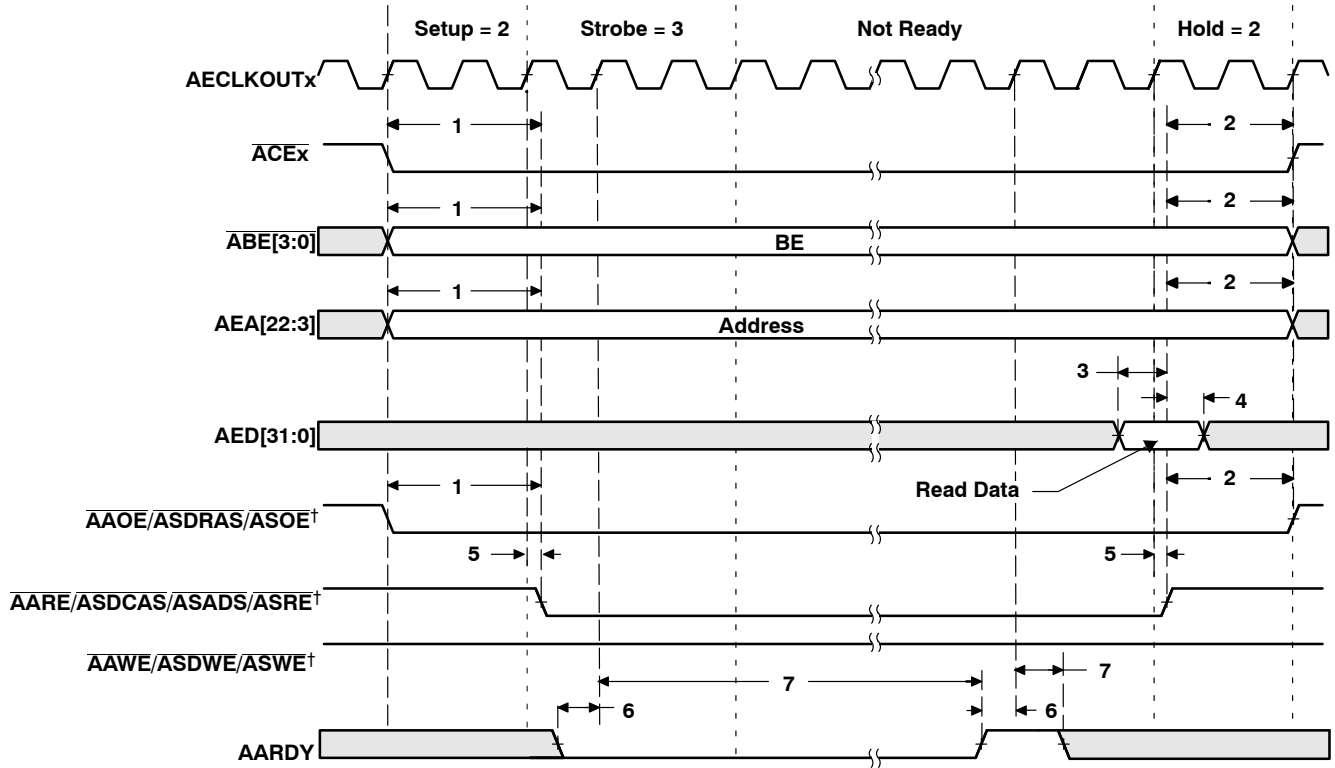 Setup = 2 Strobe = 3 Not Ready Hold = 2
AECLKOUTx
1 2
ACEx
1 2
ABE[3:0] BE
1 2
AEA[22:3] Address
3
4
AED[31:0]
1 Read Data 2
AAOE/ASDRAS/ASOE†
5 5
AARE/ASDCAS/ASADS/ASRE†
AAWE/ASDWE/ASWE†
7 7
6 6
AARDY